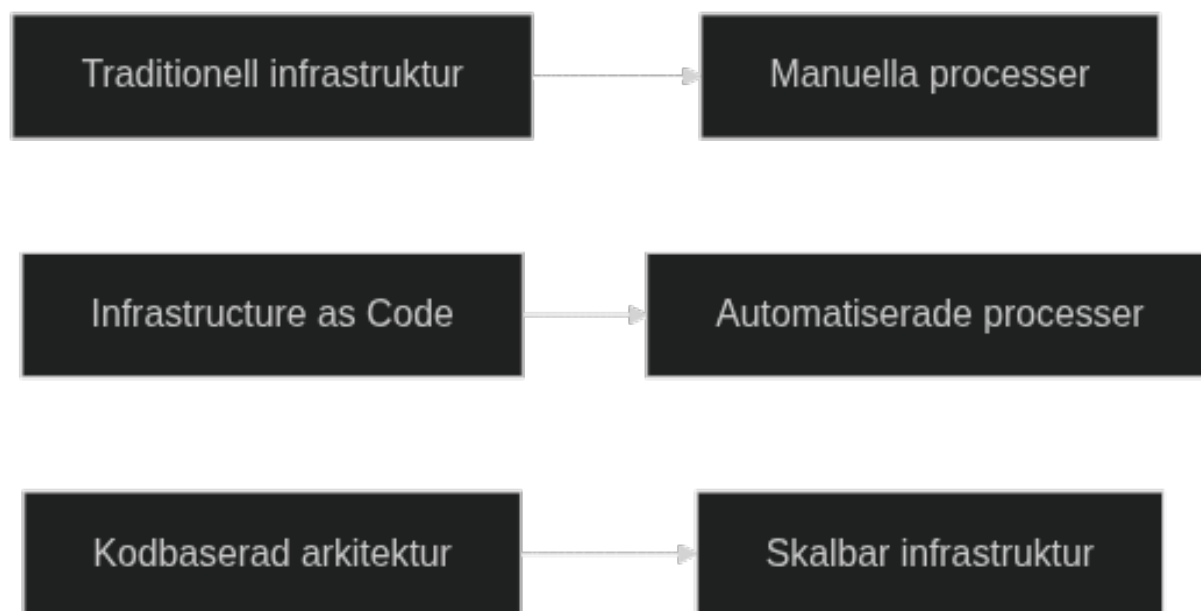 Traditionell infrastruktur
Manuella processer
Infrastructure as Code
Automatiserade processer
Kodbaserad arkitektur
Skalbar infrastruktur